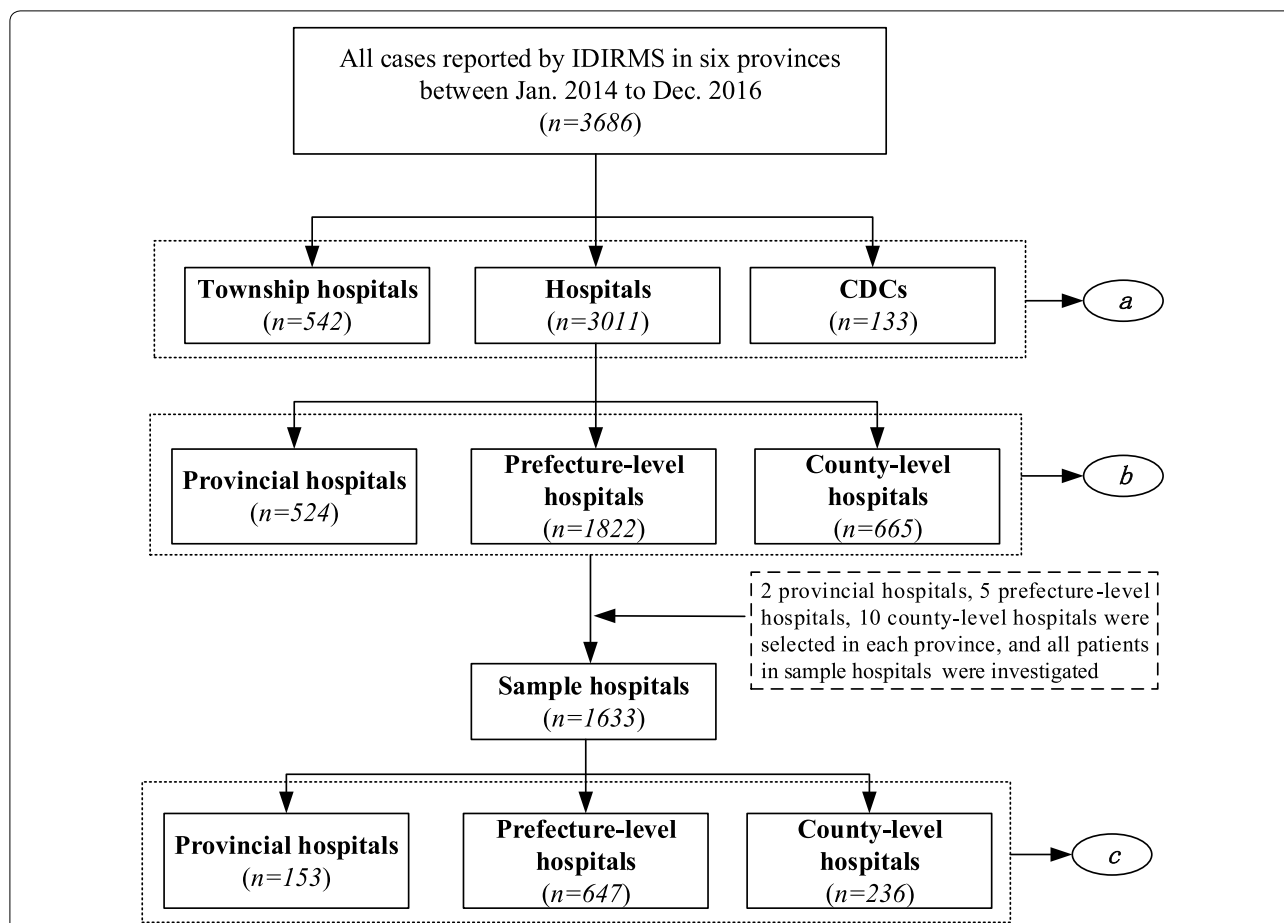 All cases reported by IDIRMS in six provinces
between Jan. 2014 to Dec. 2016
(n=3686)
Township hospitals
(n=542)
Hospitals
(n=3011)
CDCs
(n=133)
a
Provincial hospitals
(n=524)
Prefecture-level
hospitals
(n=1822)
County-level
hospitals
(n=665)
b
2 provincial hospitals, 5 prefecture-level
hospitals, 10 county-level hospitals were
selected in each province, and all patients
in sample hospitals were investigated
Sample hospitals
(n=1633)
Provincial hospitals
(n=153)
Prefecture-level
hospitals
(n=647)
County-level
hospitals
(n=236)
c